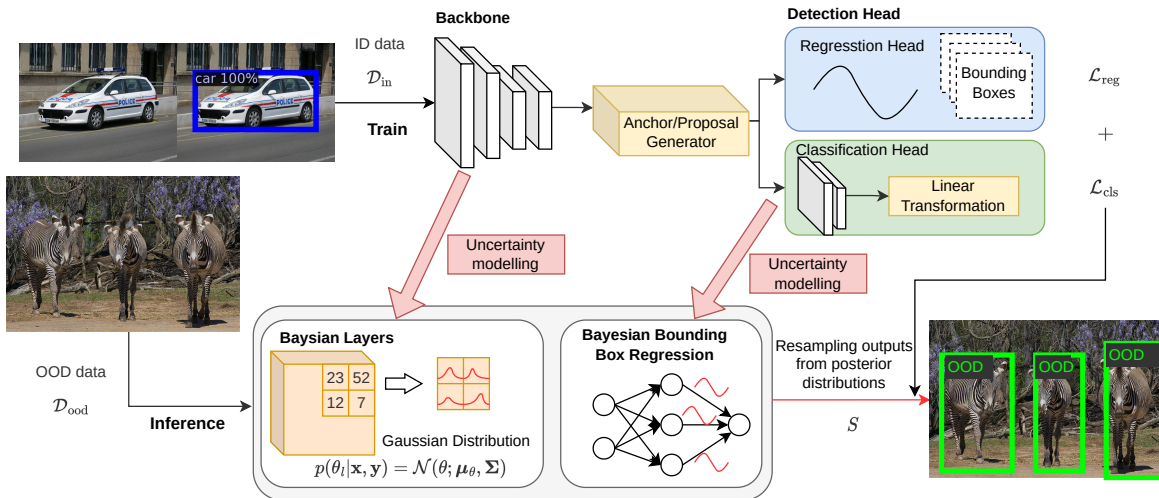 Backbone
Detection Head
ID data
𝒟in
Train
car 100%
POLICE
POLICE
Anchor/Proposal
Generator
Regresstion Head
Bounding
Boxes
ℒreg
+
ℒcls
Classification Head
Linear
Transformation
Uncertainty
modelling
Uncertainty
modelling
OOD data
𝒟ood
Inference
Baysian Layers
23 52
12 7
Gaussian Distribution
p(θl|x, y) = 𝒩(θ; μθ, Σ)
Bayesian Bounding
Box Regression
Resampling outputs
from posterior
distributions
S
OOD
OOD
OOD